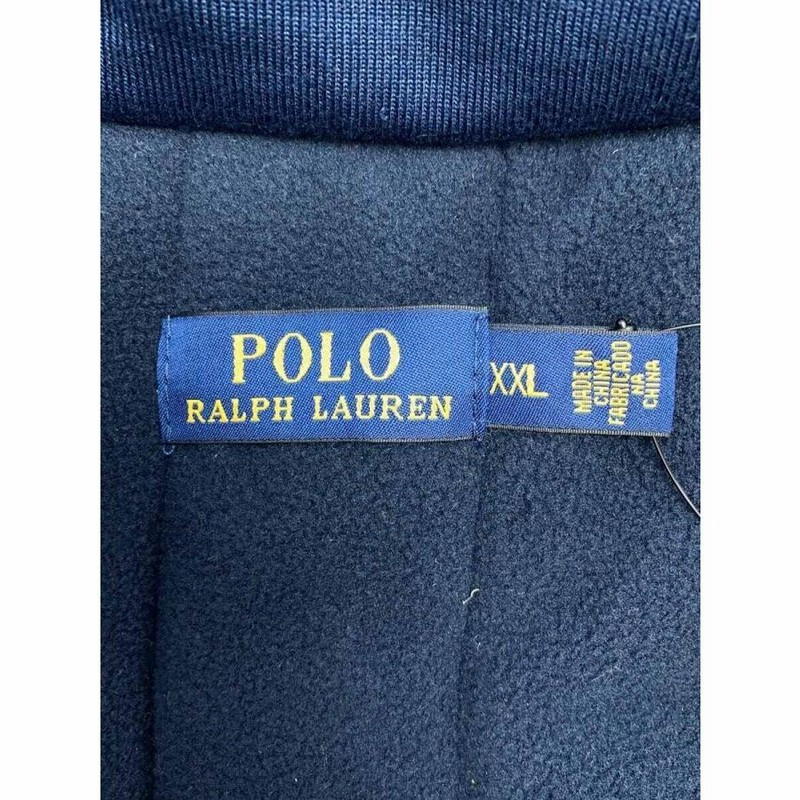 POLO
RALPH LAUREN
XXL
MADE IN
CHINA
FABRICADO
NA
CHINA